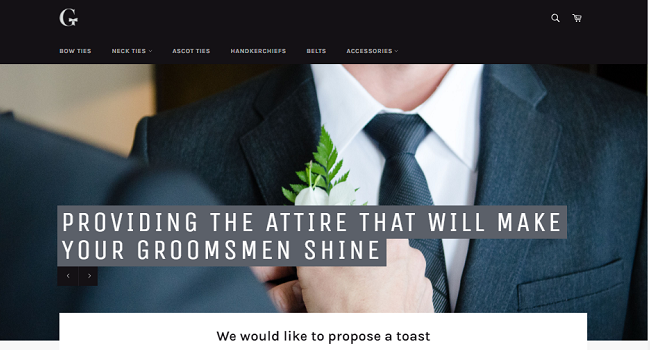 G
BOW TIES NECK TIES ASCOT TIES HANDKERCHIEFS BELTS ACCESSORIES
PROVIDING THE ATTIRE THAT WILL MAKE
YOUR GROOMSMEN SHINE
We would like to propose a toast